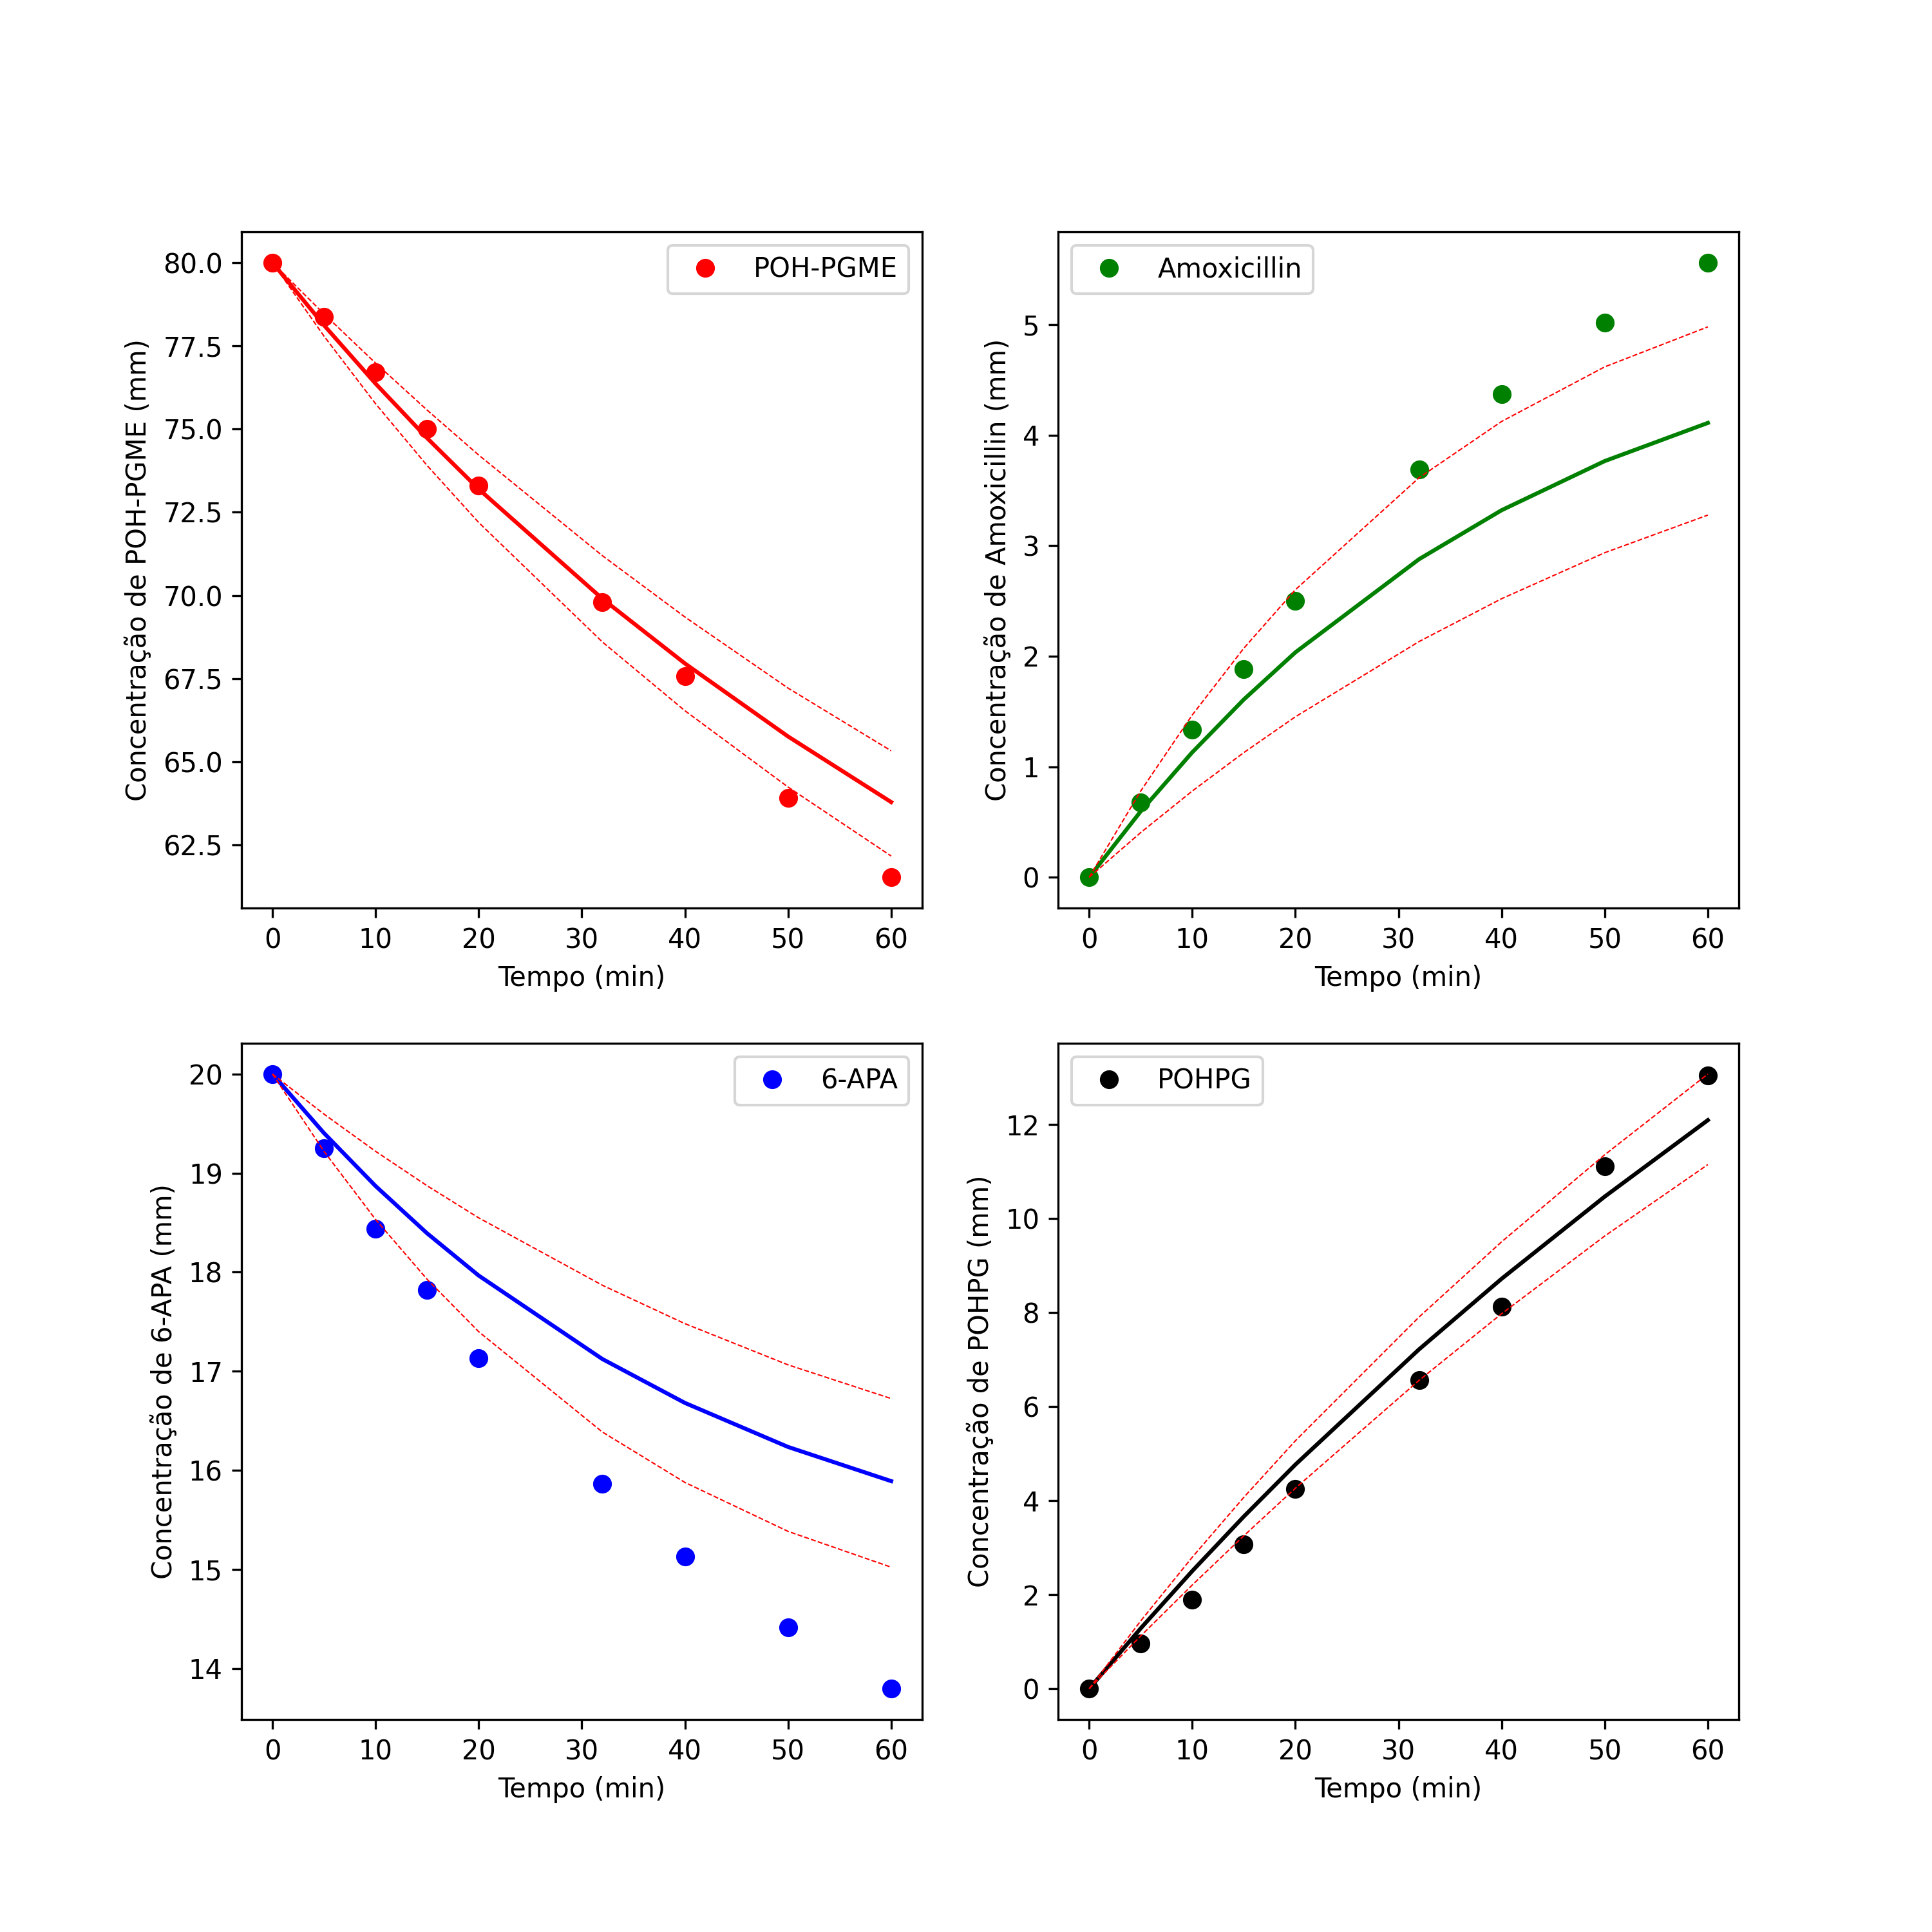 POH-PGME
Concentração de POH-PGME (mm)
80.0
77.5
75.0
72.5
70.0
67.5
65.0
62.5
0 10 20 30 40 50 60
Tempo (min)
Amoxicillin
Concentração de Amoxicillin (mm)
5
4
3
2
1
0
0 10 20 30 40 50 60
Tempo (min)
6-APA
Concentração de 6-APA (mm)
20
19
18
17
16
15
14
0 10 20 30 40 50 60
Tempo (min)
POHPG
Concentração de POHPG (mm)
12
10
8
6
4
2
0
0 10 20 30 40 50 60
Tempo (min)